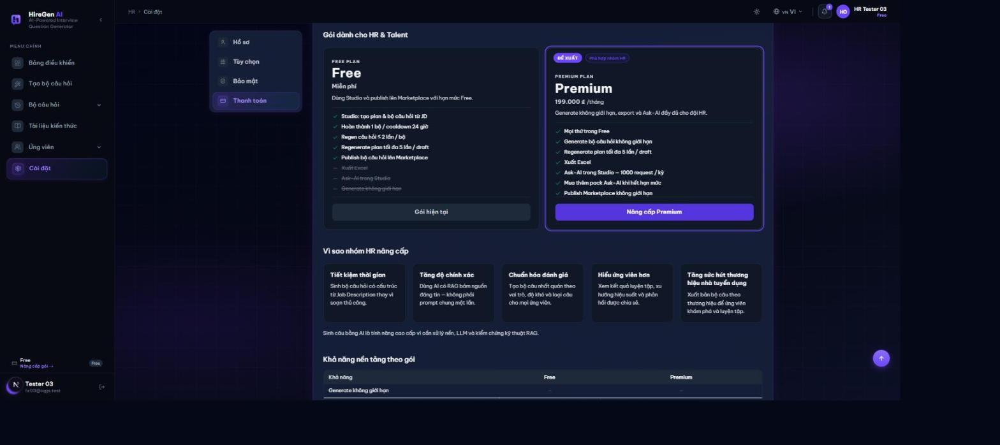 HireGen AI
AI-Powered Interview
Question Generator
MENU CHÍNH
Bảng điều khiển
Tạo bộ câu hỏi
Bộ câu hỏi
Tài liệu kiến thức
Ứng viên
Cài đặt
Free
Nâng cấp gói →
Free
N
Tester 03
hr03@iqgs.test
HR › Cài đặt
VN VI
1
HO
HR Tester 03
Free
Hồ sơ
Tùy chọn
Bảo mật
Thanh toán
Gói dành cho HR & Talent
FREE PLAN
Free
Miễn phí
Dùng Studio và publish lên Marketplace với hạn mức Free.
Studio: tạo plan & bộ câu hỏi từ JD
Hoàn thành 1 bộ / cooldown 24 giờ
Regen câu hỏi ≤ 2 lần / bộ
Regenerate plan tối đa 5 lần / draft
Publish bộ câu hỏi lên Marketplace
— Xuất Excel
— Ask-AI trong Studio
— Generate không giới hạn
Gói hiện tại
ĐỀ XUẤT
Phù hợp nhóm HR
PREMIUM PLAN
Premium
199.000 ₫ /tháng
Generate không giới hạn, export và Ask-AI đầy đủ cho đội HR.
Mọi thứ trong Free
Generate bộ câu hỏi không giới hạn
Regenerate plan tối đa 5 lần / draft
Xuất Excel
Ask-AI trong Studio — 1000 request / kỳ
Mua thêm pack Ask-AI khi hết hạn mức
Publish Marketplace không giới hạn
Nâng cấp Premium
Vì sao nhóm HR nâng cấp
Tiết kiệm thời gian
Sinh bộ câu hỏi có cấu trúc
từ Job Description thay vì
soạn thủ công.
Tăng độ chính xác
Dùng AI có RAG bám nguồn
đáng tin — không phải
prompt chung một lần.
Chuẩn hóa đánh giá
Tạo bộ câu nhất quán theo
vai trò, độ khó và loại câu
cho mọi ứng viên.
Hiểu ứng viên hơn
Xem kết quả luyện tập, xu
hướng hiệu suất và phản
hồi được chia sẻ.
Tăng sức hút thương
hiệu nhà tuyển dụng
Xuất bản bộ câu theo
thương hiệu để ứng viên
khám phá và luyện tập.
Sinh câu bằng AI là tính năng cao cấp vì cần xử lý nền, LLM và kiểm chứng kỹ thuật RAG.
Khả năng nền tảng theo gói
Khả năng Free Premium
Generate không giới hạn — —